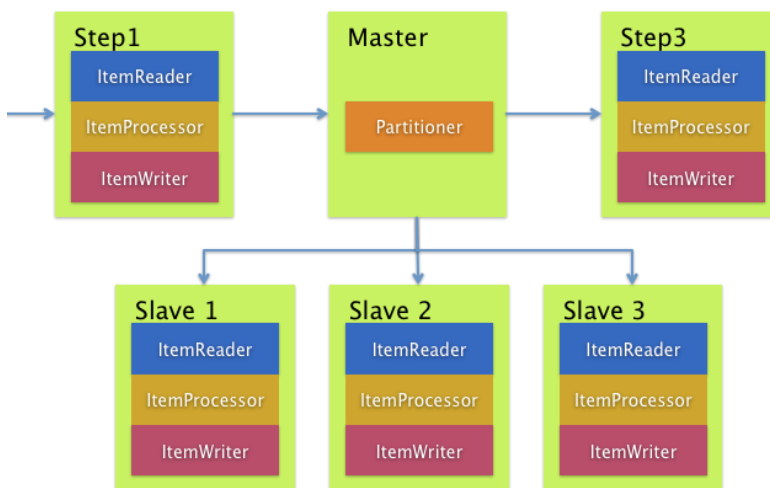 Step1
ItemReader
ItemProcessor
ItemWriter
Master
Partitioner
Step3
ItemReader
ItemProcessor
ItemWriter
Slave 1
ItemReader
ItemProcessor
ItemWriter
Slave 2
ItemReader
ItemProcessor
ItemWriter
Slave 3
ItemReader
ItemProcessor
ItemWriter